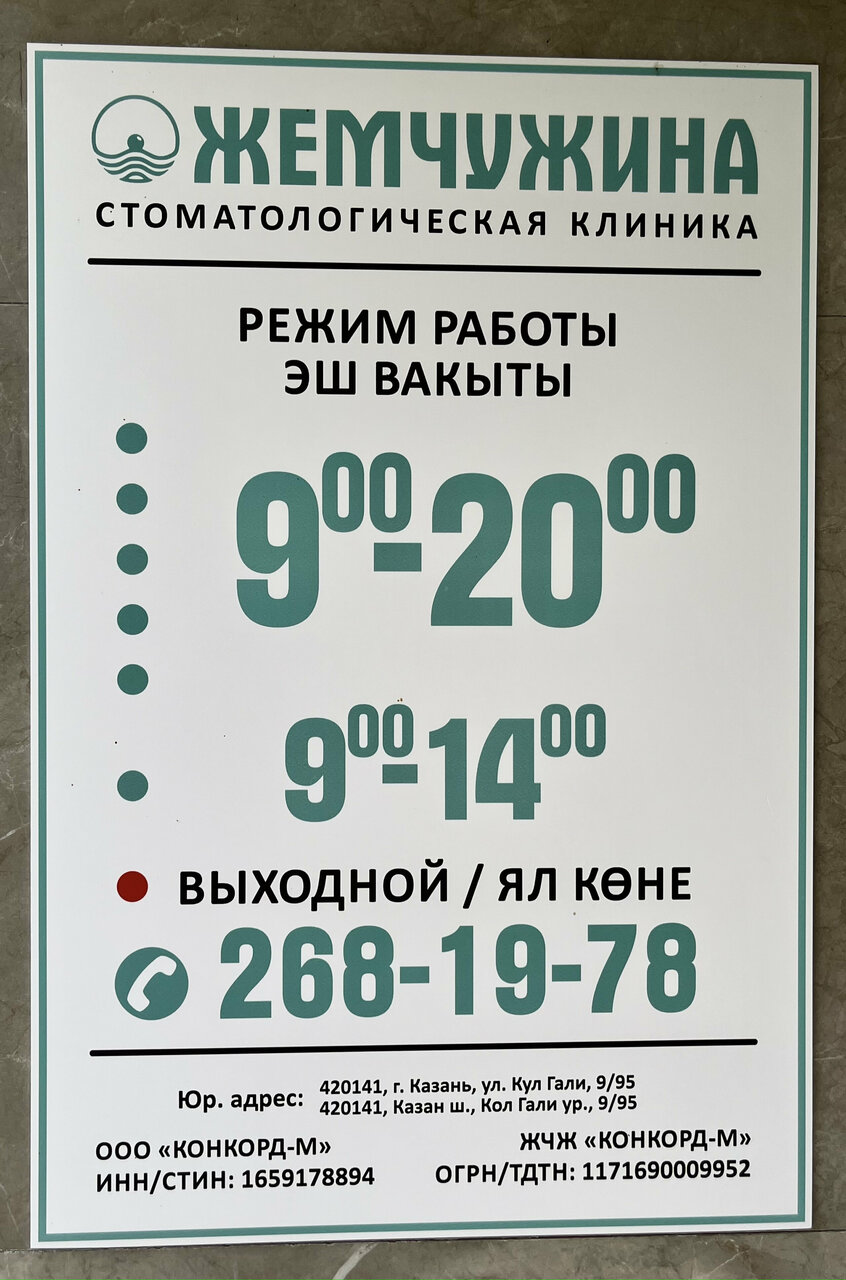 ЖЕМЧУЖИНА
СТОМАТОЛОГИЧЕСКАЯ КЛИНИКА
РЕЖИМ РАБОТЫ
ЭШ ВАКЫТЫ
9⁰⁰-20⁰⁰
9⁰⁰-14⁰⁰
ВЫХОДНОЙ / ЯЛ КӨНЕ
268-19-78
Юр. адрес: 420141, г. Казань, ул. Кул Гали, 9/95
420141, Казан ш., Кол Гали ур., 9/95
ООО «КОНКОРД-М» ЖЧЖ «КОНКОРД-М»
ИНН/СТИН: 1659178894 ОГРН/ТДТН: 1171690009952